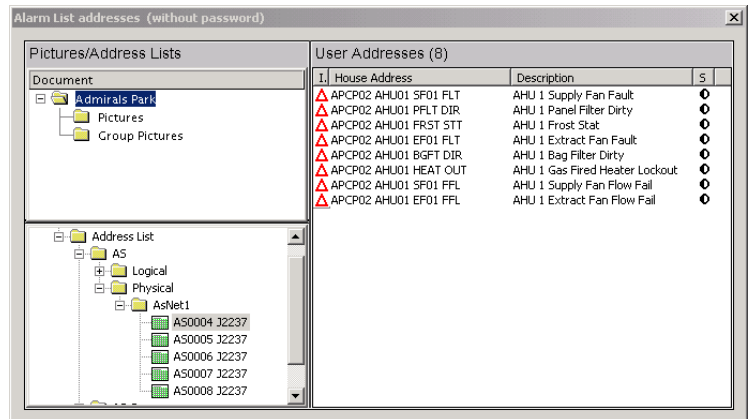 Alarm List addresses (without password)
Pictures/Address Lists
Document
Admirals Park
Pictures
Group Pictures
Address List
AS
Logical
Physical
AsNet1
AS0004 J2237
AS0005 J2237
AS0006 J2237
AS0007 J2237
AS0008 J2237
User Addresses (8)
I. House Address Description S
APCP02 AHU01 SF01 FLT AHU 1 Supply Fan Fault
APCP02 AHU01 PFLT DIR AHU 1 Panel Filter Dirty
APCP02 AHU01 FRST STT AHU 1 Frost Stat
APCP02 AHU01 EF01 FLT AHU 1 Extract Fan Fault
APCP02 AHU01 BGFT DIR AHU 1 Bag Filter Dirty
APCP02 AHU01 HEAT OUT AHU 1 Gas Fired Heater Lockout
APCP02 AHU01 SF01 FFL AHU 1 Supply Fan Flow Fail
APCP02 AHU01 EF01 FFL AHU 1 Extract Fan Flow Fail